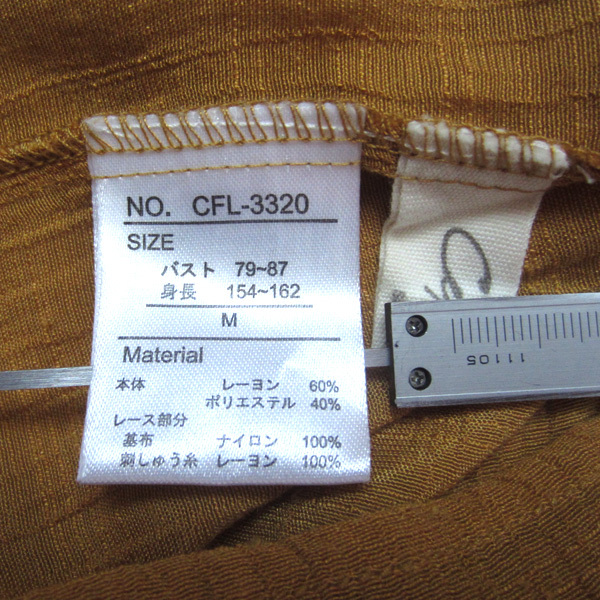 NO. CFL-3320
SIZE
バスト 79~87
身長 154~162
M
Material
本体 レーヨン 60%
ポリエステル 40%
レース部分
基布 ナイロン 100%
刺しゅう糸 レーヨン 100%
11105